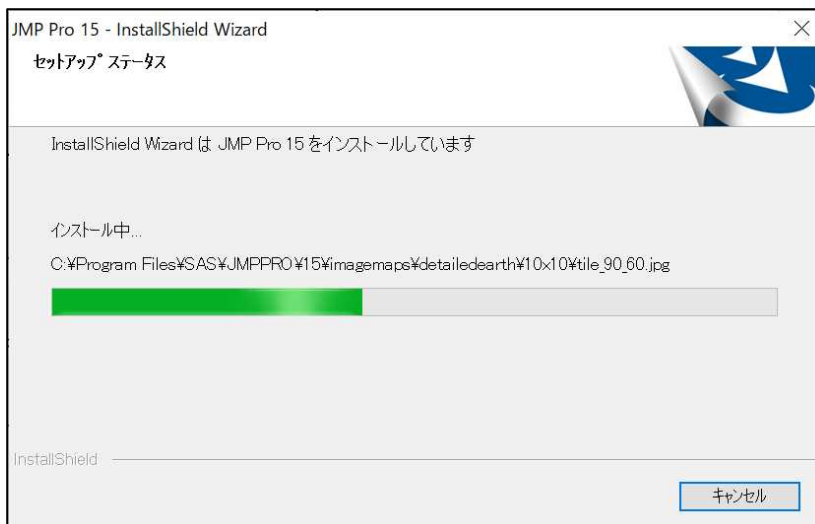 JMP Pro 15 - InstallShield Wizard
セットアップ ステータス
InstallShield Wizard は JMP Pro 15 をインストールしています
インストール中...
C:¥Program Files¥SAS¥JMPPRO¥15¥imagemaps¥detailedearth¥10x10¥tile_90_60.jpg
InstallShield
キャンセル